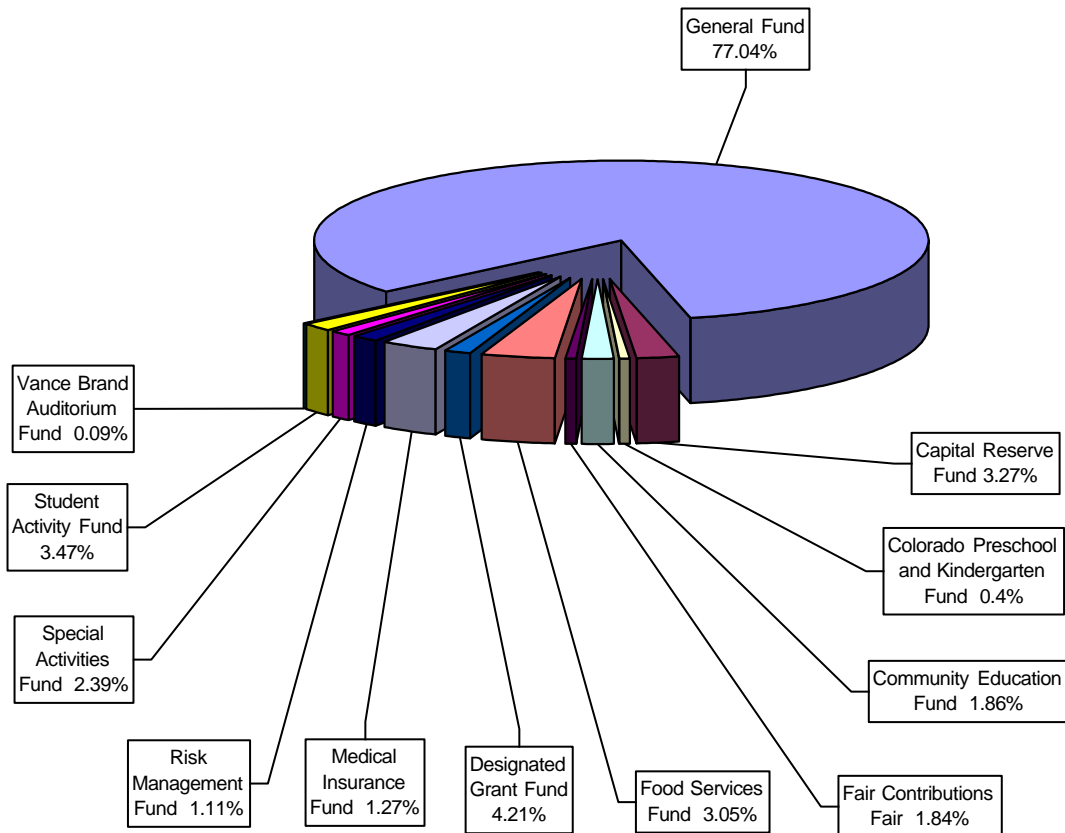 General Fund
77.04%
Vance Brand
Auditorium
Fund 0.09%
Student
Activity Fund
3.47%
Special
Activities
Fund 2.39%
Risk
Management
Fund 1.11%
Medical
Insurance
Fund 1.27%
Designated
Grant Fund
4.21%
Food Services
Fund 3.05%
Fair Contributions
Fair 1.84%
Community Education
Fund 1.86%
Colorado Preschool
and Kindergarten
Fund 0.4%
Capital Reserve
Fund 3.27%